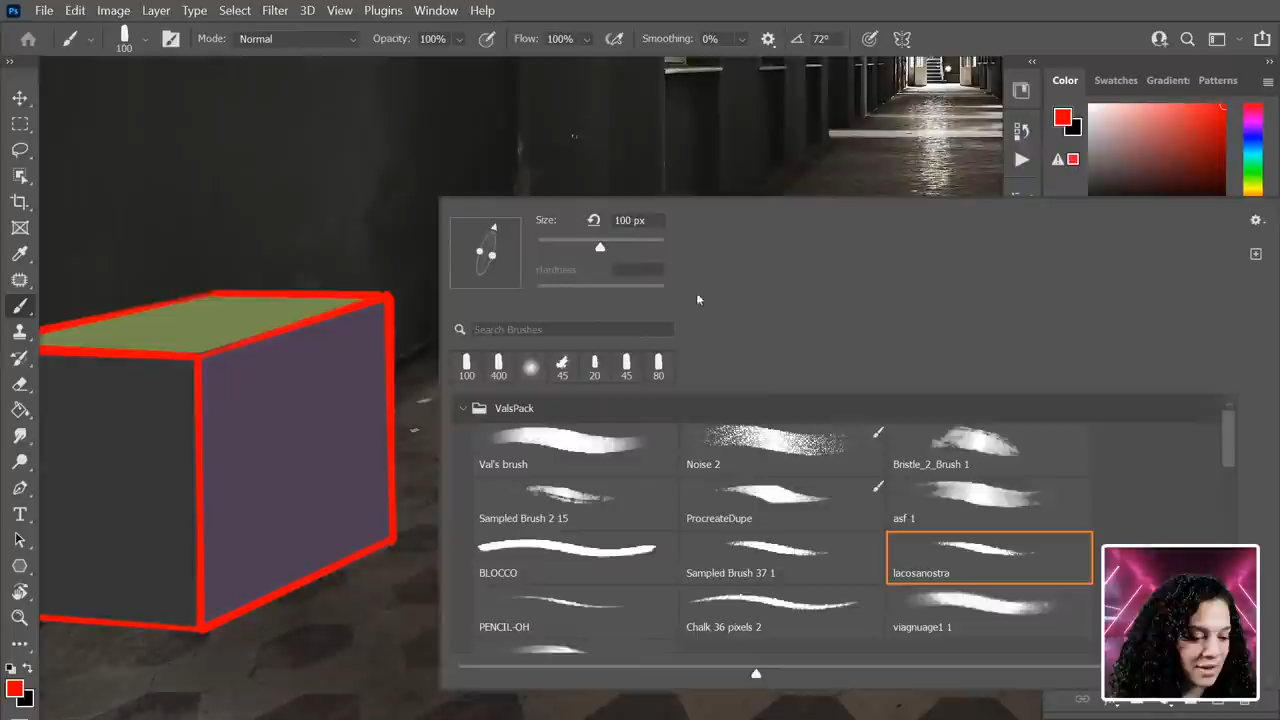 Ps File Edit Image Layer Type Select Filter 3D View Plugins Window Help
100 Mode: Normal Opacity: 100% Flow: 100% Smoothing: 0% 72°
Color Swatches Gradient: Patterns
Size: 100 px
Hardness
Search Brushes
100 400 45 20 45 80
ValsPack
Val's brush Noise 2 Bristle_2_Brush 1
Sampled Brush 2 15 ProcreateDupe asf 1
BLOCCO Sampled Brush 37 1 lacosanostra
PENCIL-OH Chalk 36 pixels 2 viagnuage1 1